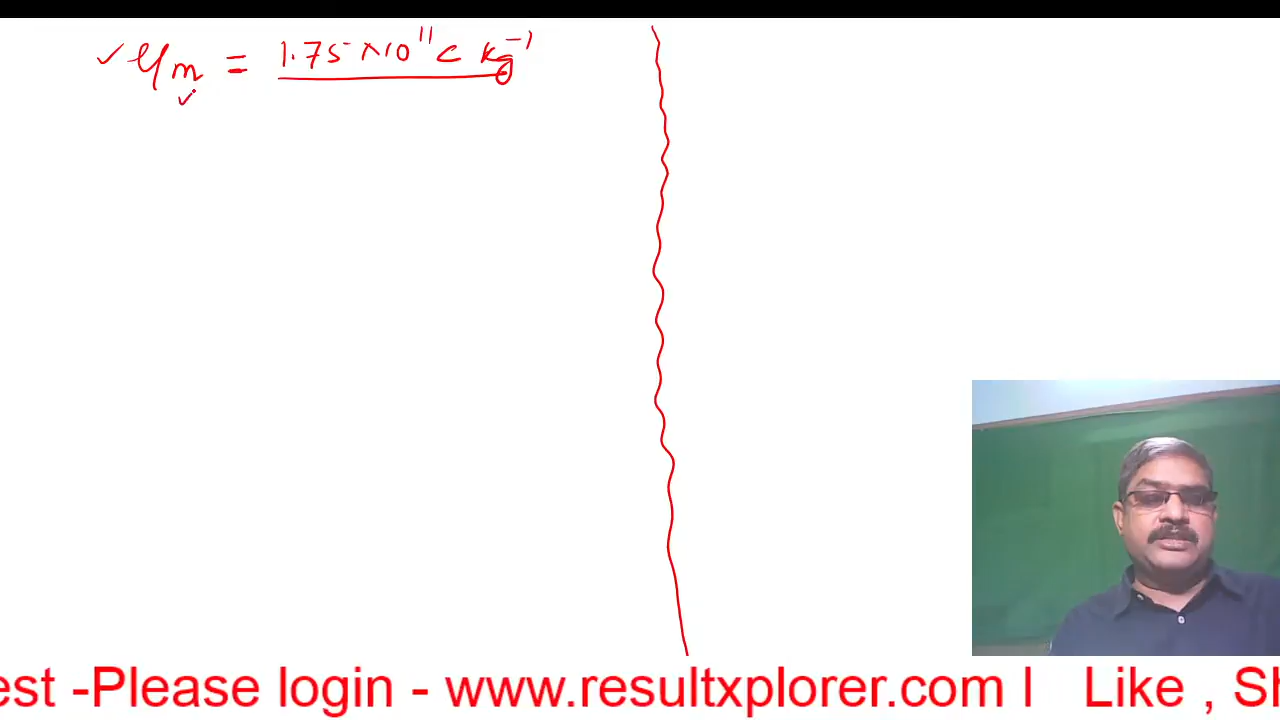 ✓ e/m = 1.75 × 10¹¹ C kg⁻¹
✓
est -Please login - www.resultxplorer.com l Like , Sh